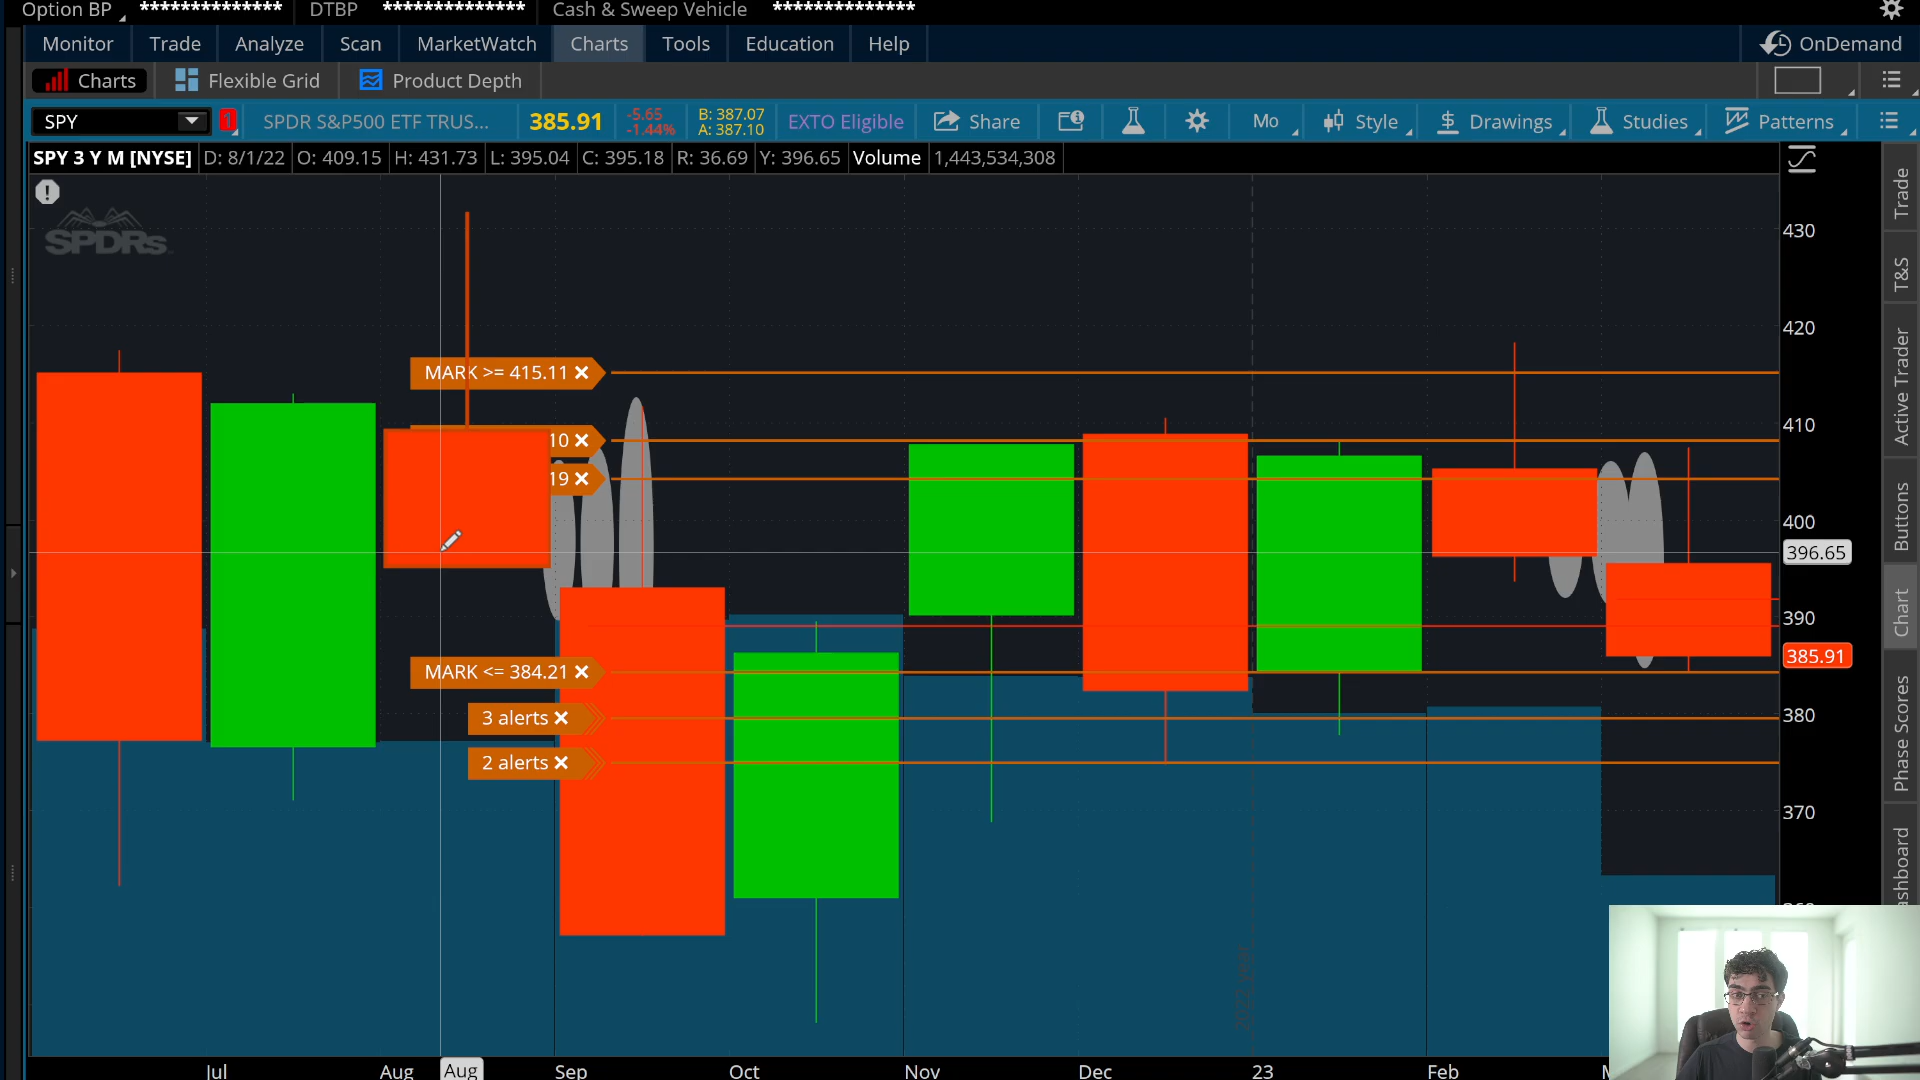 Option BP ************** DTBP ************** Cash & Sweep Vehicle **************
Monitor Trade Analyze Scan MarketWatch Charts Tools Education Help OnDemand
Charts Flexible Grid Product Depth
SPY 1 SPDR S&P500 ETF TRUS... 385.91 -5.65 -1.44% B: 387.07 A: 387.10 EXTO Eligible Share Mo Style Drawings Studies Patterns
SPY 3 Y M [NYSE] D: 8/1/22 O: 409.15 H: 431.73 L: 395.04 C: 395.18 R: 36.69 Y: 396.65 Volume 1,443,534,308
SPDRs
430
420
MARK >= 415.11
410
10
19
400
396.65
390
385.91
MARK <= 384.21
380
3 alerts
2 alerts
370
Trade
T&S
Active Trader
Buttons
Chart
Phase Scores
2022 year
Jul Aug Aug Sep Oct Nov Dec 23 Feb